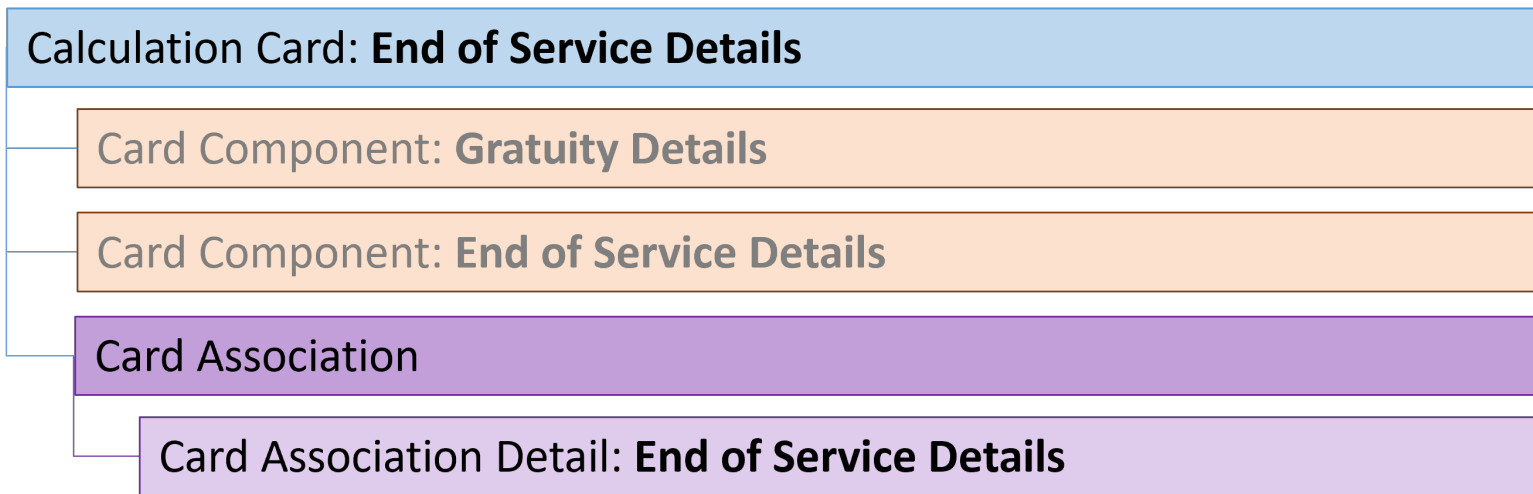 Calculation Card: End of Service Details
Card Component: Gratuity Details
Card Component: End of Service Details
Card Association
Card Association Detail: End of Service Details